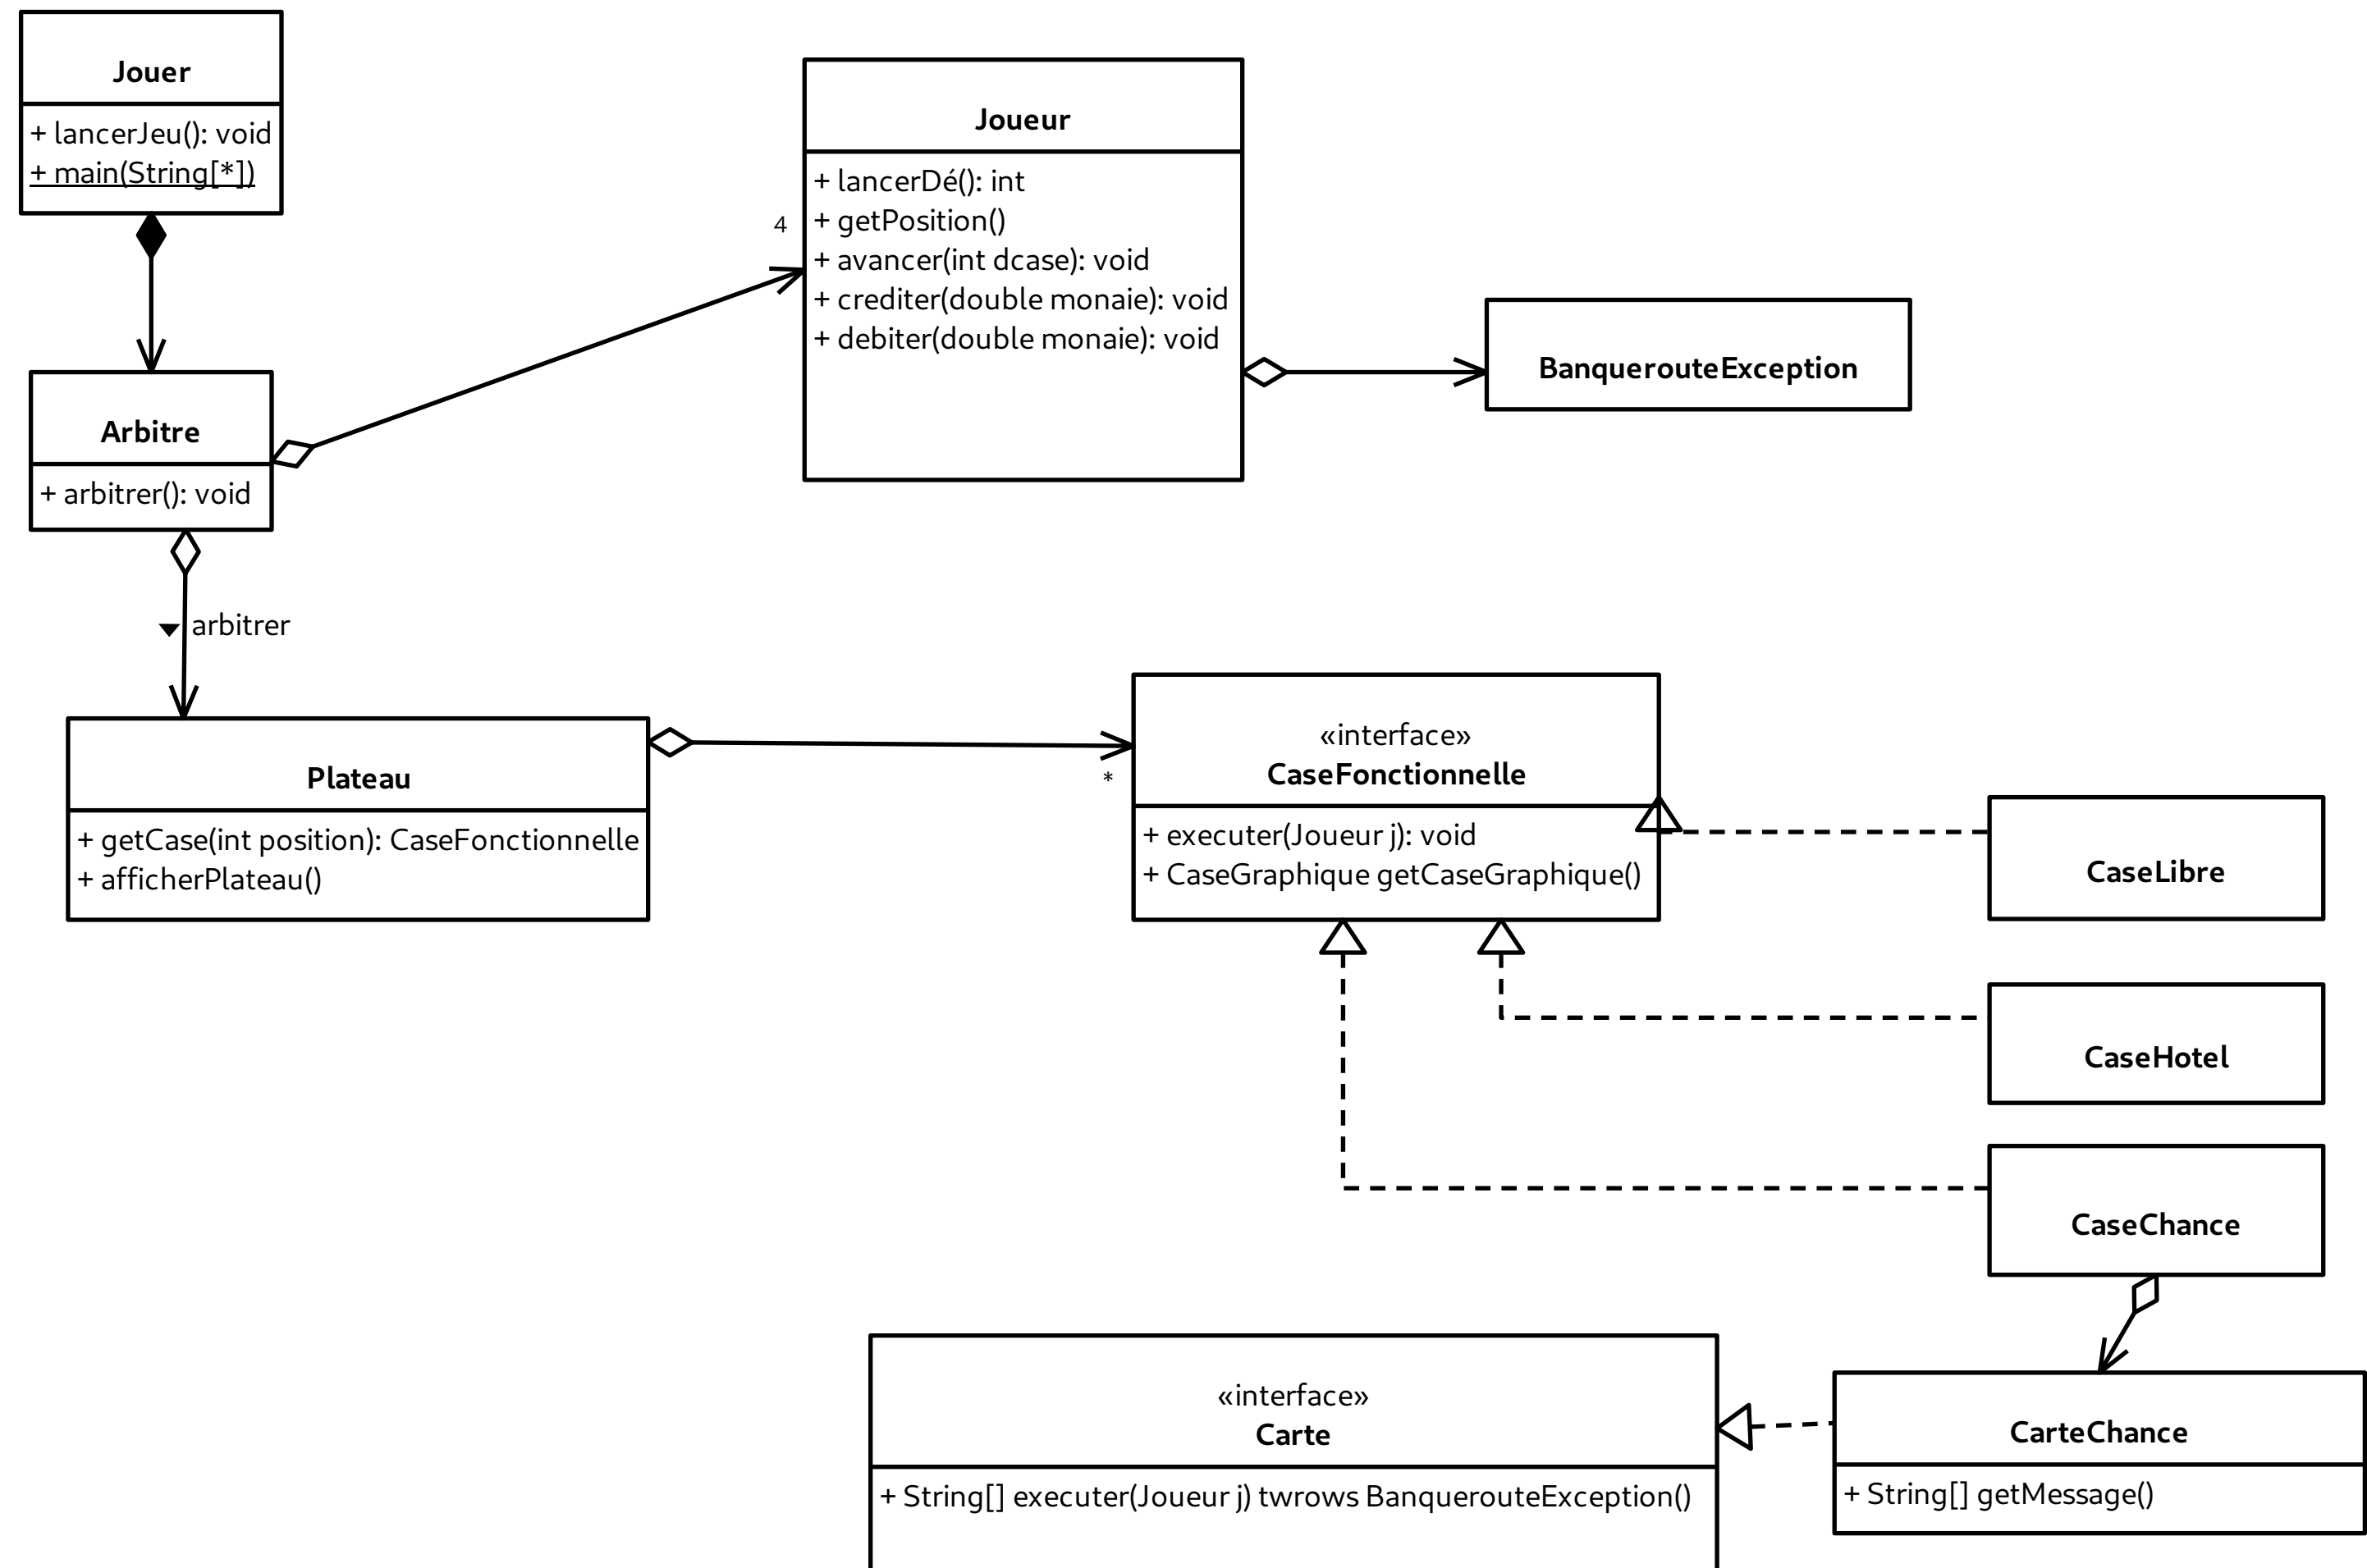 Jouer
+ lancerJeu(): void
+ main(String[*])
Joueur
+ lancerDé(): int
+ getPosition()
+ avancer(int dcase): void
+ crediter(double monaie): void
+ debiter(double monaie): void
4
BanquerouteException
Arbitre
+ arbitrer(): void
arbitrer
Plateau
+ getCase(int position): CaseFonctionnelle
+ afficherPlateau()
*
«interface»
CaseFonctionnelle
+ executer(Joueur j): void
+ CaseGraphique getCaseGraphique()
CaseLibre
CaseHotel
CaseChance
«interface»
Carte
+ String[] executer(Joueur j) twrows BanquerouteException()
CarteChance
+ String[] getMessage()